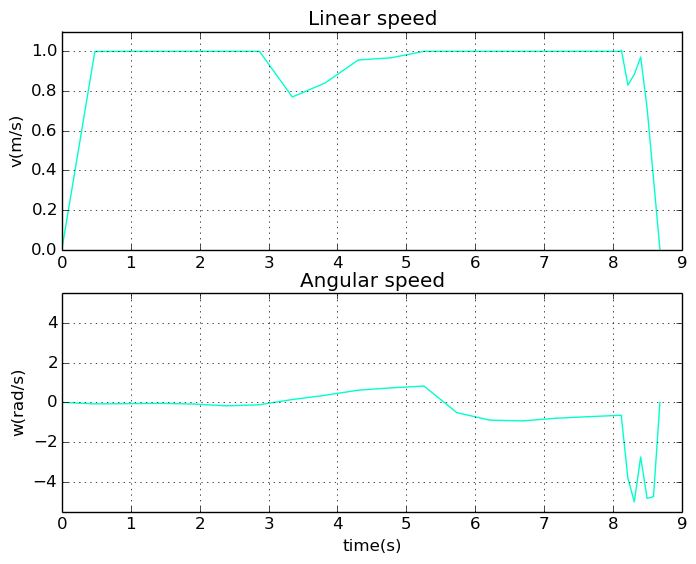 Linear speed
v(m/s)
1.0
0.8
0.6
0.4
0.2
0.0
0 1 2 3 4 5 6 7 8 9
Angular speed
w(rad/s)
4
2
0
−2
−4
0 1 2 3 4 5 6 7 8 9
time(s)